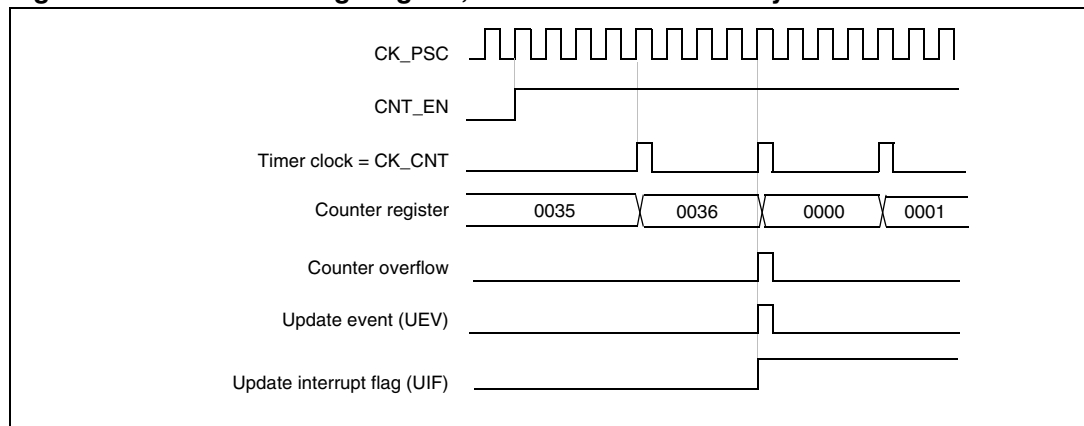 CK_PSC
CNT_EN
Timer clock = CK_CNT
Counter register 0035 0036 0000 0001
Counter overflow
Update event (UEV)
Update interrupt flag (UIF)